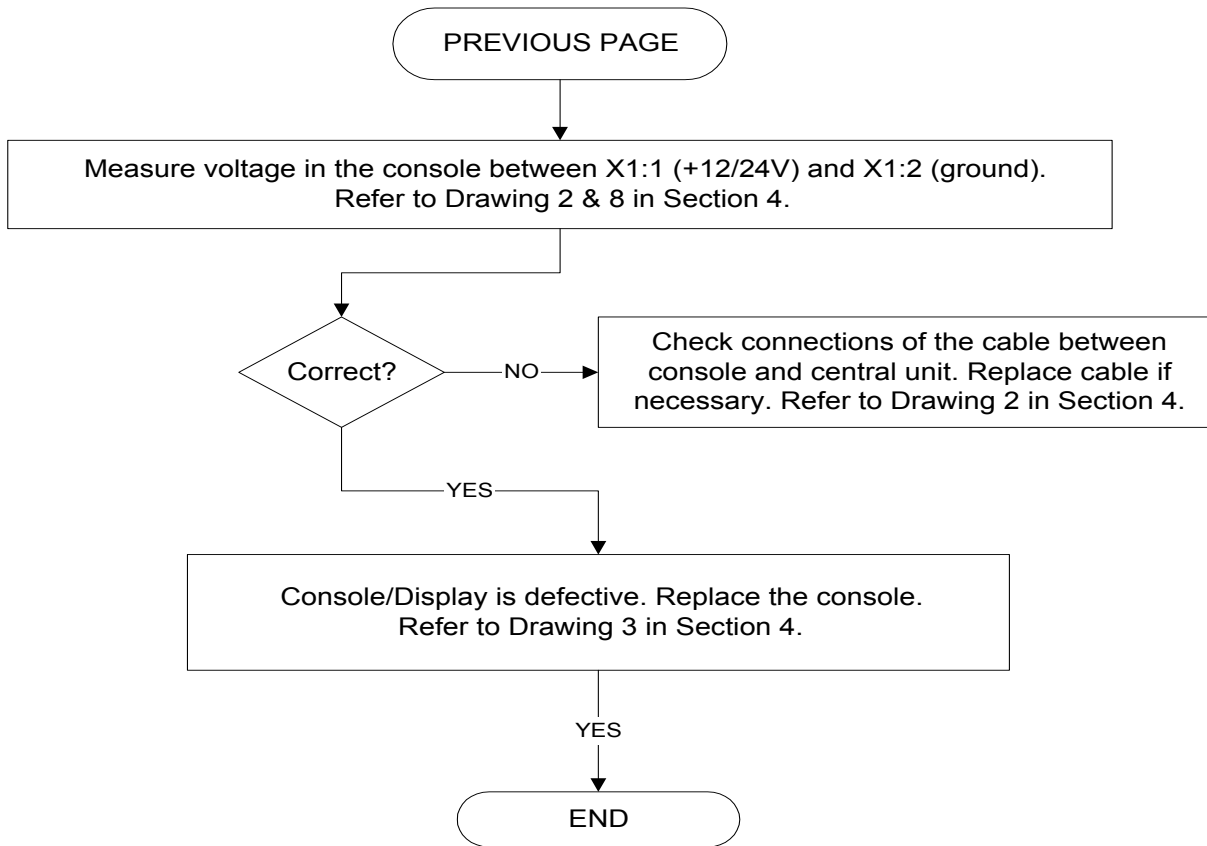 PREVIOUS PAGE
Measure voltage in the console between X1:1 (+12/24V) and X1:2 (ground).
Refer to Drawing 2 & 8 in Section 4.
Correct?
NO
Check connections of the cable between
console and central unit. Replace cable if
necessary. Refer to Drawing 2 in Section 4.
YES
Console/Display is defective. Replace the console.
Refer to Drawing 3 in Section 4.
YES
END